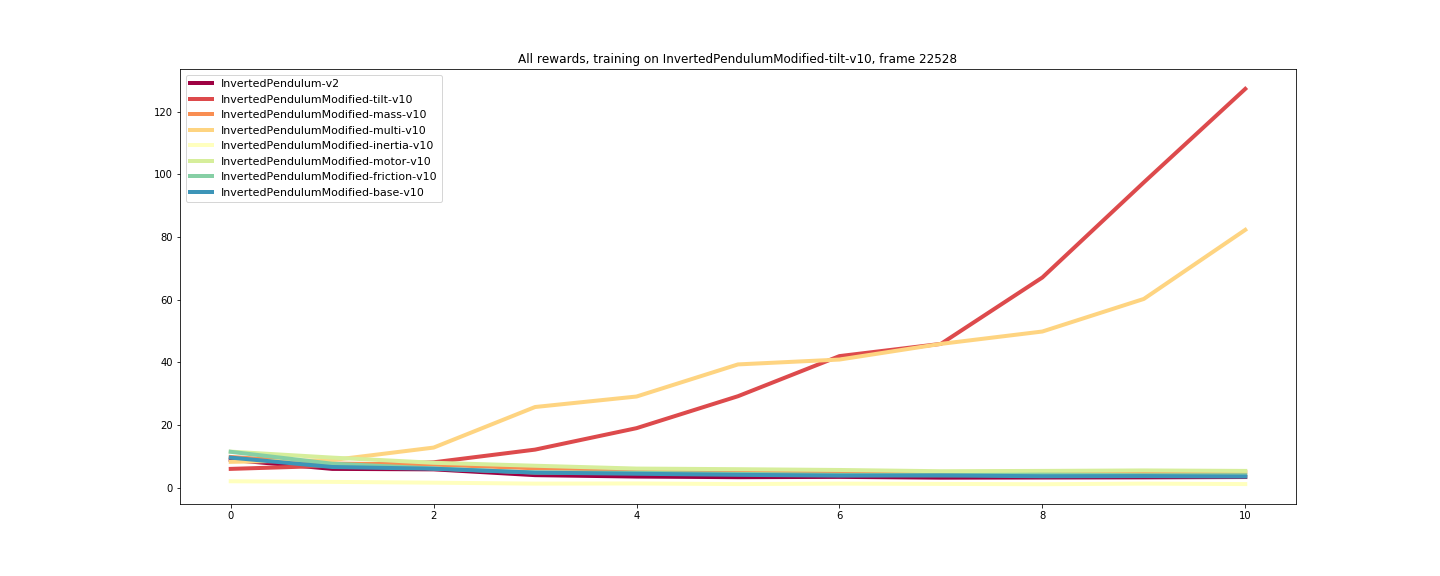 All rewards, training on InvertedPendulumModified-tilt-v10, frame 22528
InvertedPendulum-v2
InvertedPendulumModified-tilt-v10
InvertedPendulumModified-mass-v10
InvertedPendulumModified-multi-v10
InvertedPendulumModified-inertia-v10
InvertedPendulumModified-motor-v10
InvertedPendulumModified-friction-v10
InvertedPendulumModified-base-v10
120
100
80
60
40
20
0
0 2 4 6 8 10